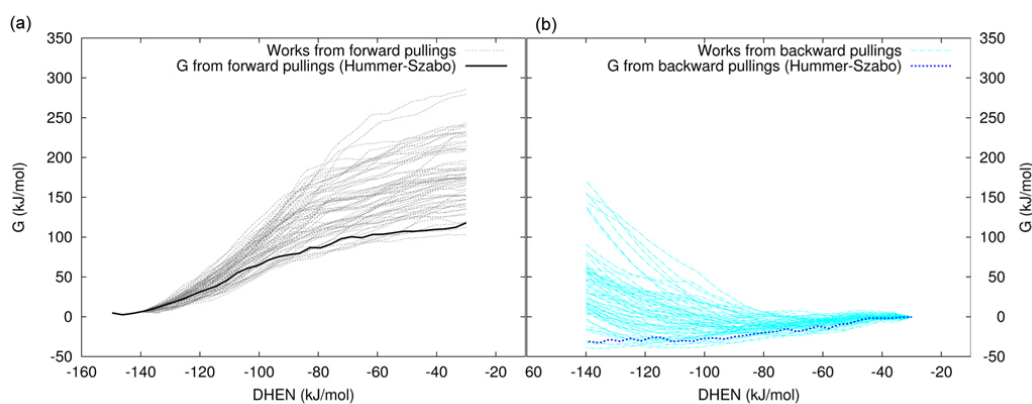 (a)
350
300
250
200
150
100
50
0
-50
G (kJ/mol)
-160 -140 -120 -100 -80 -60 -40 -20
DHEN (kJ/mol)
Works from forward pullings
G from forward pullings (Hummer-Szabo)
(b)
Works from backward pullings
G from backward pullings (Hummer-Szabo)
350
300
250
200
150
100
50
0
-50
G (kJ/mol)
60 -140 -120 -100 -80 -60 -40 -20
DHEN (kJ/mol)